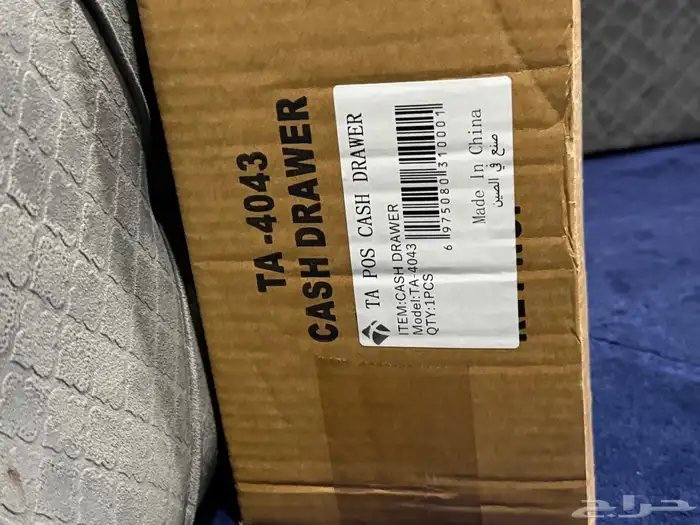 TA-4043
CASH DRAWER
TA POS CASH DRAWER
ITEM:CASH DRAWER
Model:TA-4043
QTY:1PCS
6 975080 310001
Made In China
صنع في الصين
حراج